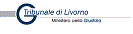 Tribunale di Livorno
Ministero della Giustizia